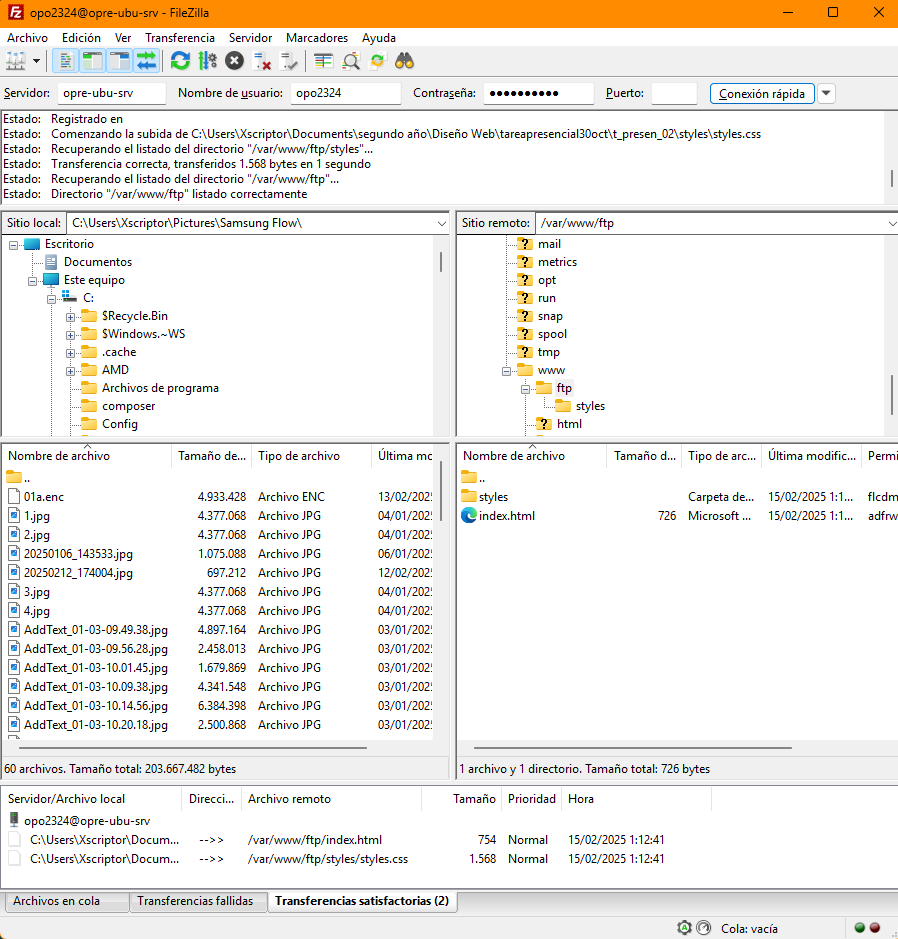 opo2324@opre-ubu-srv - FileZilla
Archivo Edición Ver Transferencia Servidor Marcadores Ayuda
Servidor: opre-ubu-srv Nombre de usuario: opo2324 Contraseña: ●●●●●●●●●● Puerto: Conexión rápida
Estado: Registrado en
Estado: Comenzando la subida de C:\Users\Xscriptor\Documents\segundo año\Diseño Web\tareapresencial30oct\t_presen_02\styles\styles.css
Estado: Recuperando el listado del directorio "/var/www/ftp/styles"...
Estado: Transferencia correcta, transferidos 1.568 bytes en 1 segundo
Estado: Recuperando el listado del directorio "/var/www/ftp"...
Estado: Directorio "/var/www/ftp" listado correctamente
Sitio local: C:\Users\Xscriptor\Pictures\Samsung Flow\
Escritorio
Documentos
Este equipo
C:
$Recycle.Bin
$Windows.~WS
.cache
AMD
Archivos de programa
composer
Config
Nombre de archivo Tamaño de... Tipo de archivo Última mo
..
01a.enc 4.933.428 Archivo ENC 13/02/202
1.jpg 4.377.068 Archivo JPG 04/01/202
2.jpg 4.377.068 Archivo JPG 04/01/202
20250106_143533.jpg 1.075.088 Archivo JPG 06/01/202
20250212_174004.jpg 697.212 Archivo JPG 12/02/202
3.jpg 4.377.068 Archivo JPG 04/01/202
4.jpg 4.377.068 Archivo JPG 04/01/202
AddText_01-03-09.49.38.jpg 4.897.164 Archivo JPG 03/01/202
AddText_01-03-09.56.28.jpg 2.458.013 Archivo JPG 03/01/202
AddText_01-03-10.01.45.jpg 1.679.869 Archivo JPG 03/01/202
AddText_01-03-10.09.38.jpg 4.341.548 Archivo JPG 03/01/202
AddText_01-03-10.14.56.jpg 6.384.398 Archivo JPG 03/01/202
AddText_01-03-10.20.18.jpg 2.500.868 Archivo JPG 03/01/202
60 archivos. Tamaño total: 203.667.482 bytes
Sitio remoto: /var/www/ftp
mail
metrics
opt
run
snap
spool
tmp
www
ftp
styles
html
Nombre de archivo Tamaño d... Tipo de arc... Última modific... Permi
..
styles Carpeta de... 15/02/2025 1:1... flcdm
index.html 726 Microsoft ... 15/02/2025 1:1... adfrw
1 archivo y 1 directorio. Tamaño total: 726 bytes
Servidor/Archivo local Direcci... Archivo remoto Tamaño Prioridad Hora
opo2324@opre-ubu-srv
C:\Users\Xscriptor\Docum... -->> /var/www/ftp/index.html 754 Normal 15/02/2025 1:12:41
C:\Users\Xscriptor\Docum... -->> /var/www/ftp/styles/styles.css 1.568 Normal 15/02/2025 1:12:41
Archivos en cola Transferencias fallidas Transferencias satisfactorias (2)
Cola: vacía